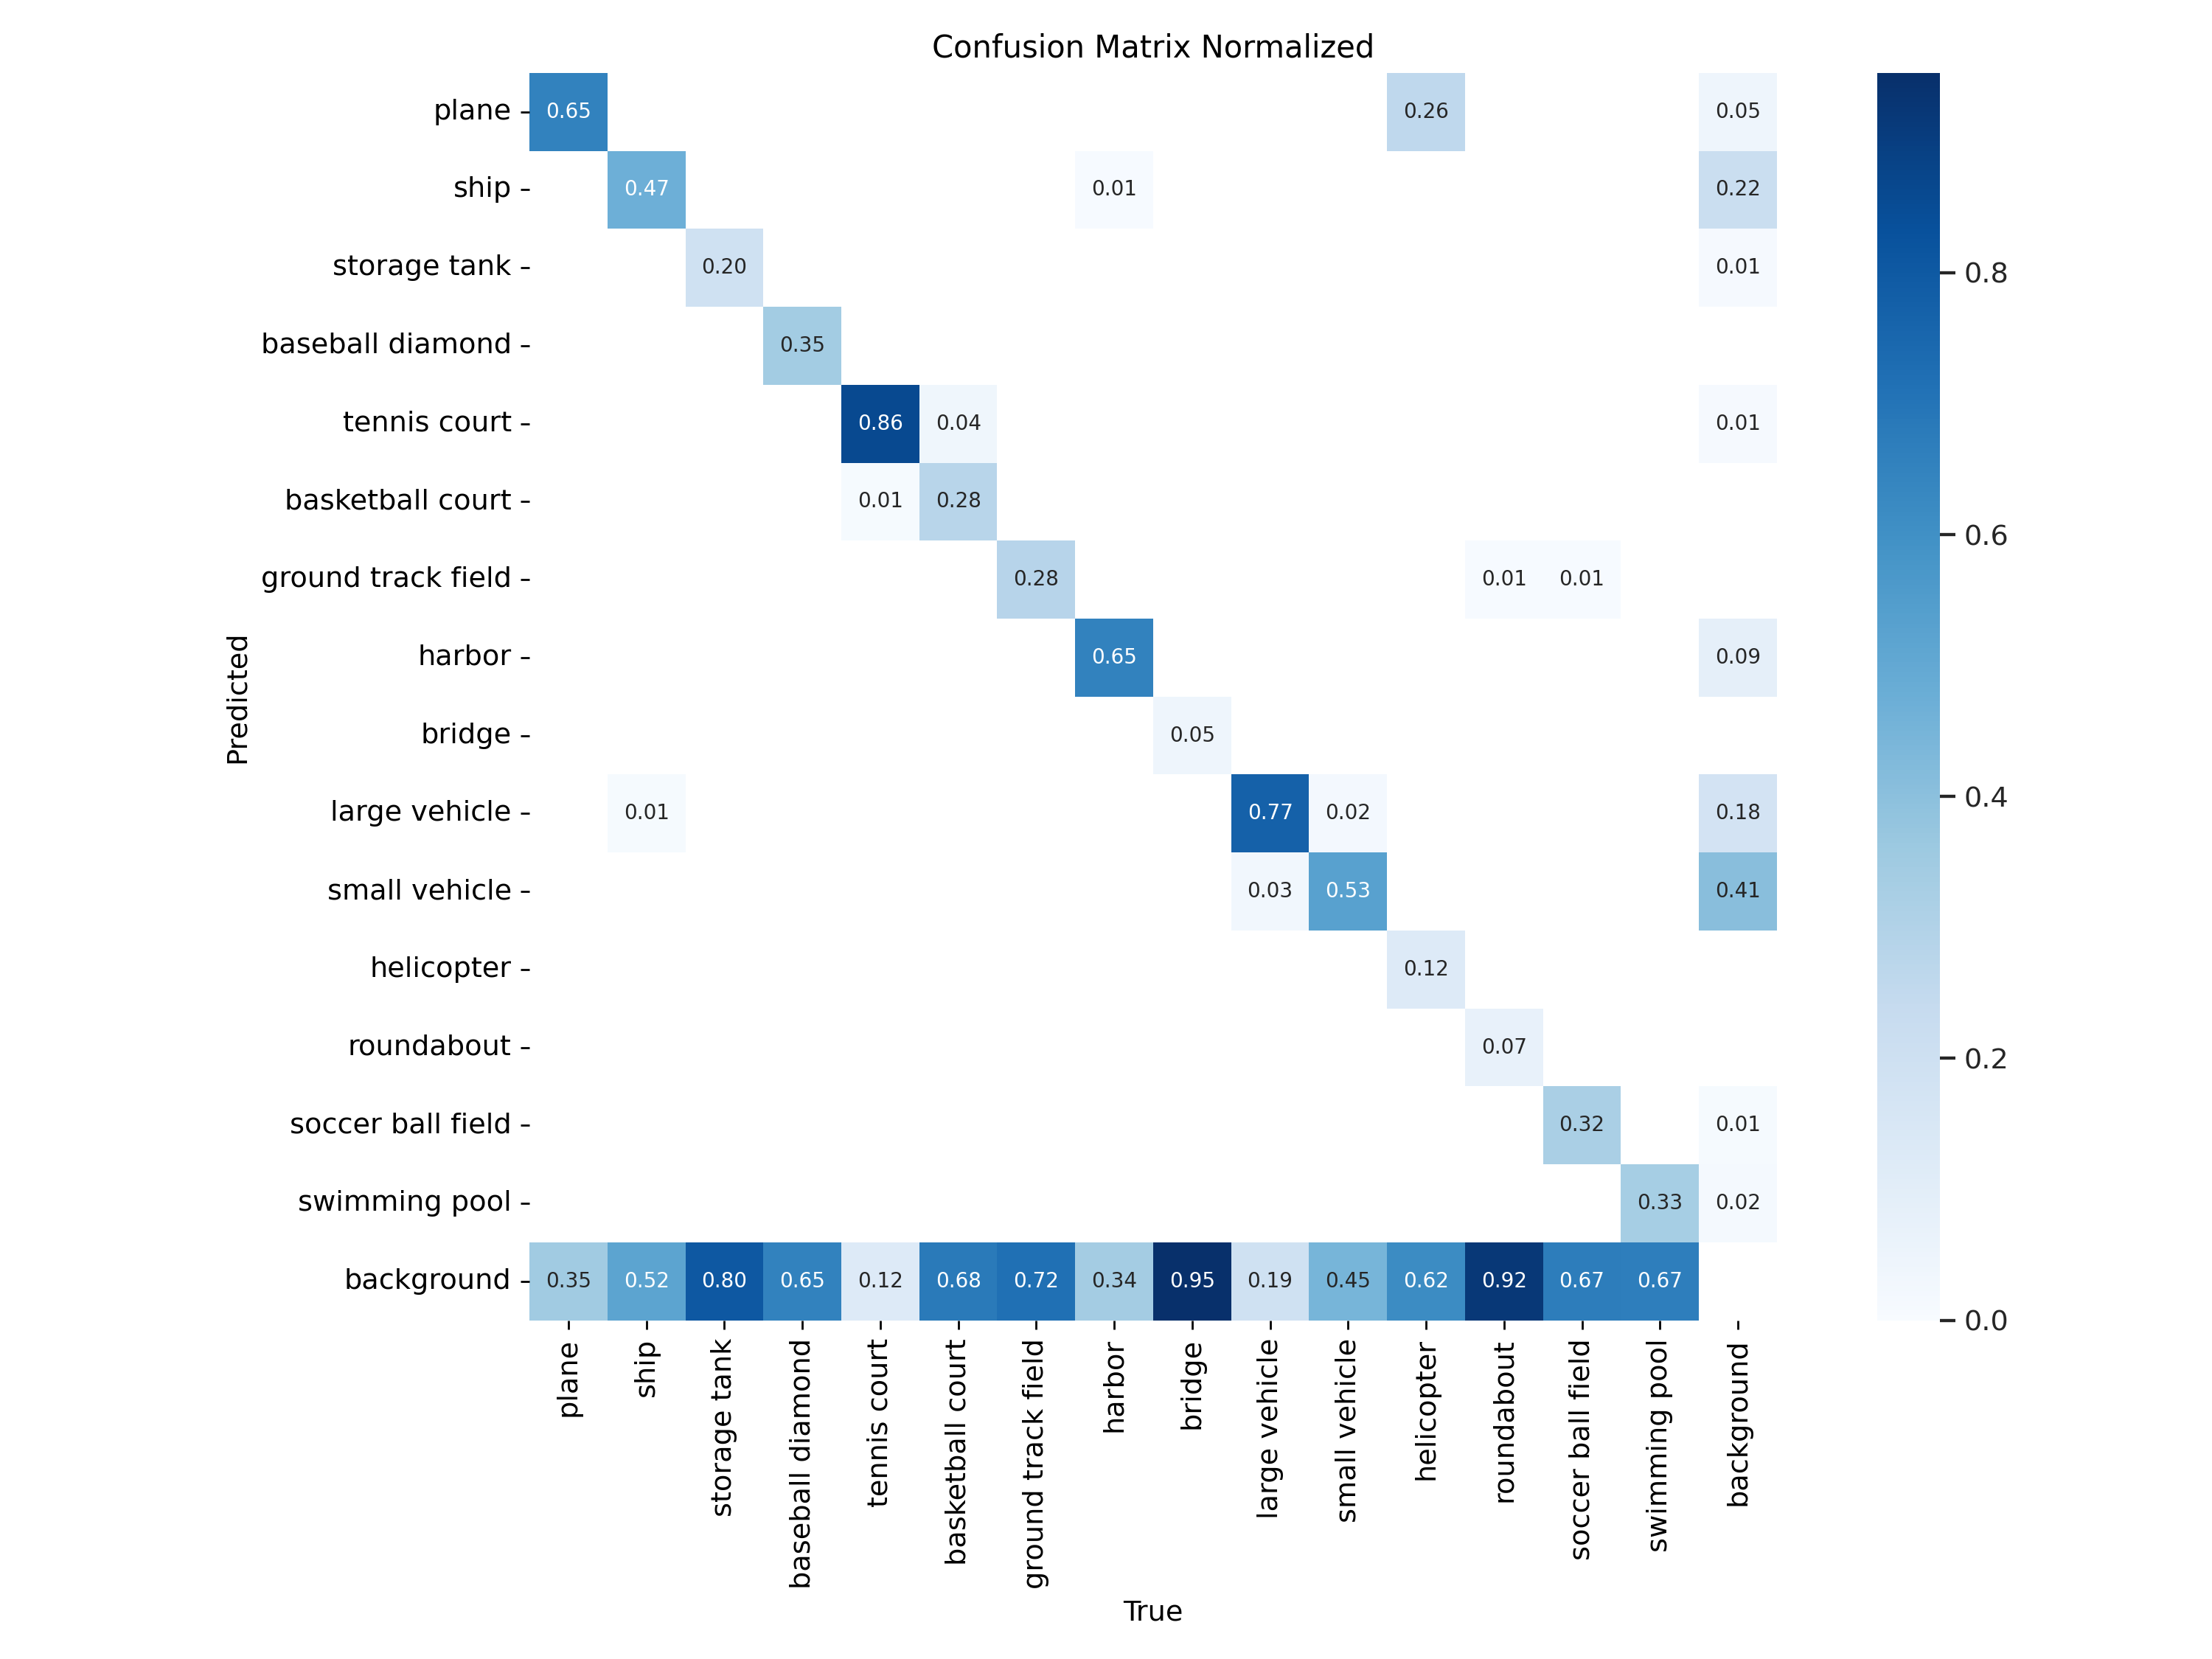 Confusion Matrix Normalized
plane 0.65 0.26 0.05
ship 0.47 0.01 0.22
storage tank 0.20 0.01
baseball diamond 0.35
tennis court 0.86 0.04 0.01
basketball court 0.01 0.28
ground track field 0.28 0.01 0.01
harbor 0.65 0.09
bridge 0.05
large vehicle 0.01 0.77 0.02 0.18
small vehicle 0.03 0.53 0.41
helicopter 0.12
roundabout 0.07
soccer ball field 0.32 0.01
swimming pool 0.33 0.02
background 0.35 0.52 0.80 0.65 0.12 0.68 0.72 0.34 0.95 0.19 0.45 0.62 0.92 0.67 0.67
Predicted
plane
ship
storage tank
baseball diamond
tennis court
basketball court
ground track field
harbor
bridge
large vehicle
small vehicle
helicopter
roundabout
soccer ball field
swimming pool
background
True
0.8
0.6
0.4
0.2
0.0